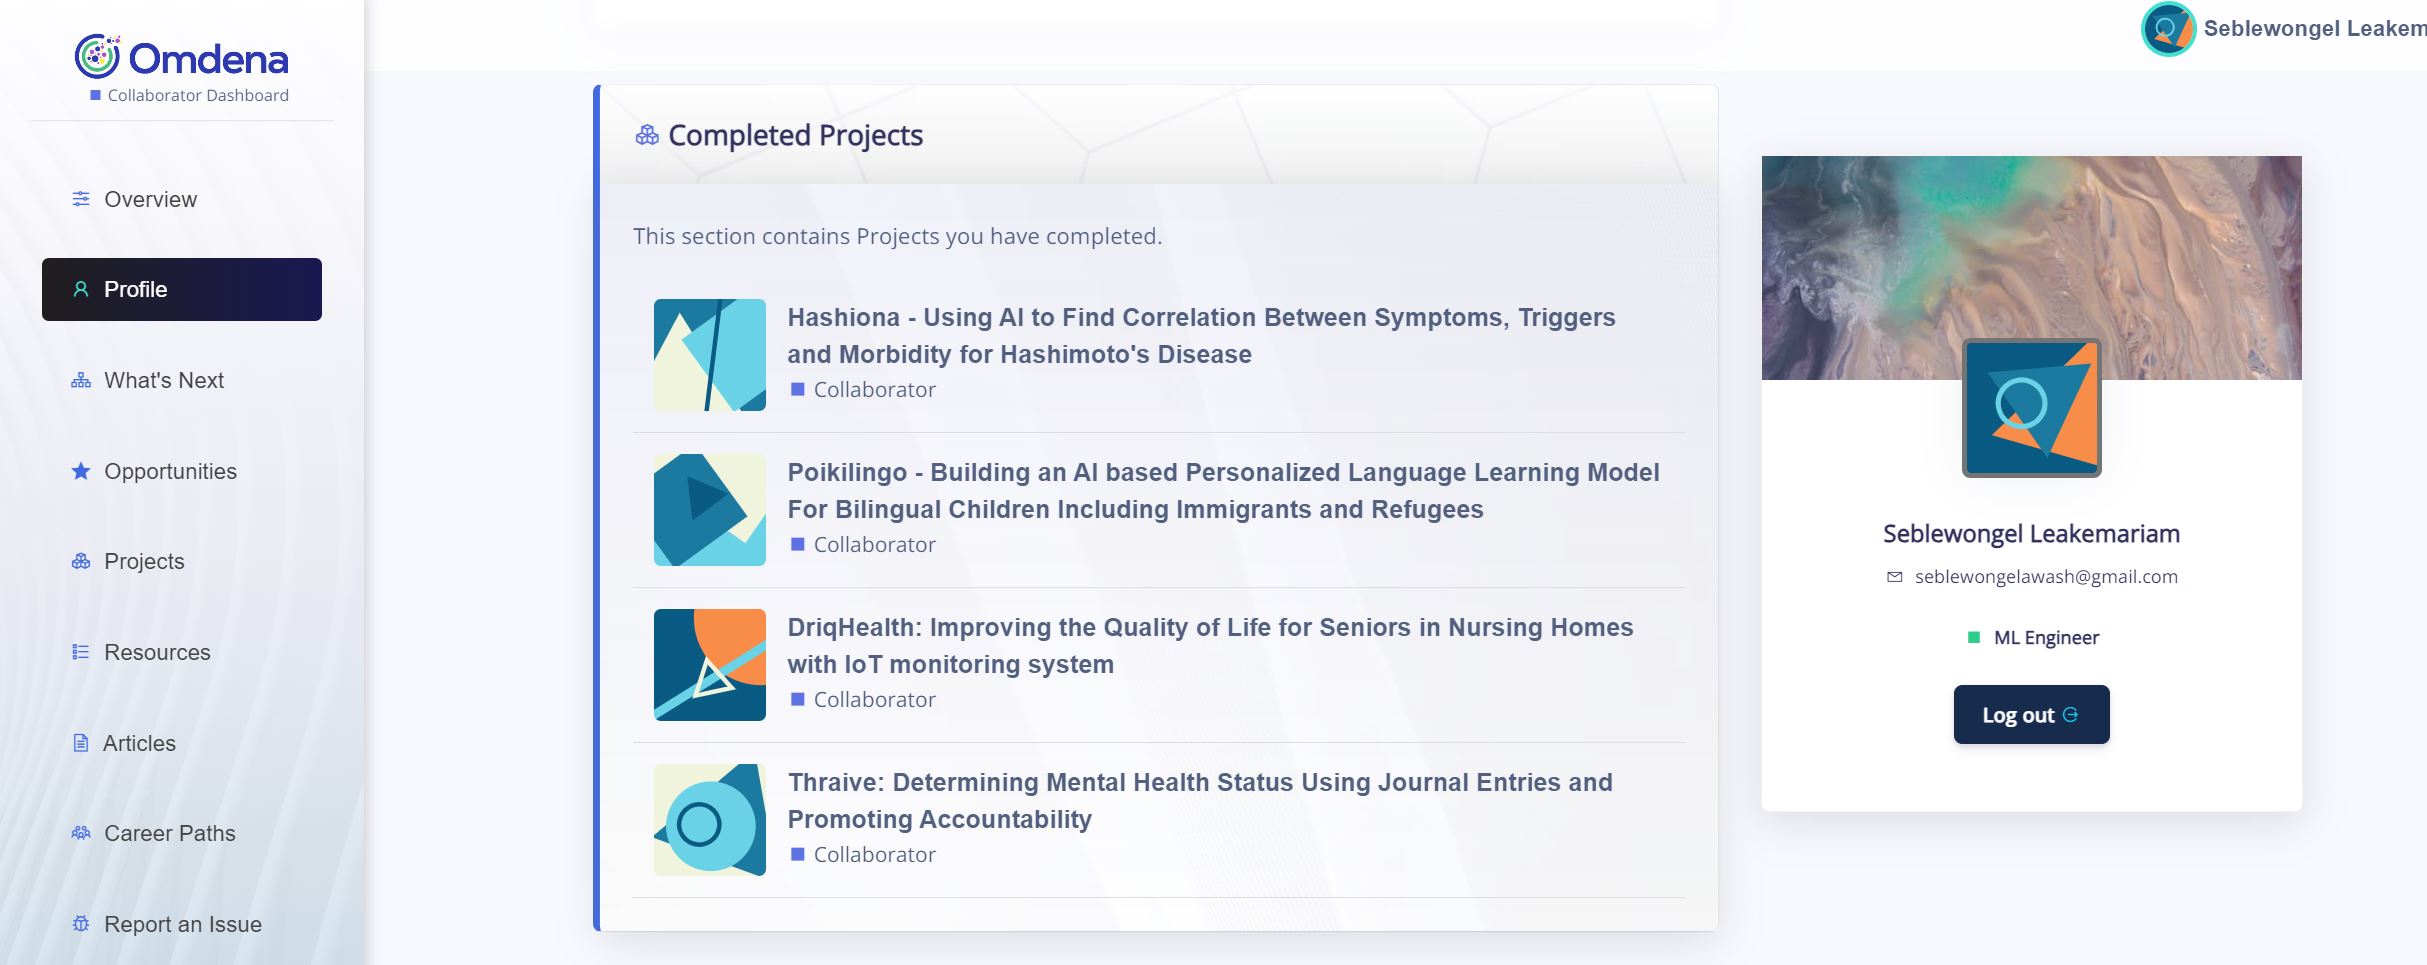 Omdena
Collaborator Dashboard
Overview
Profile
What's Next
Opportunities
Projects
Resources
Articles
Career Paths
Report an Issue
Completed Projects
This section contains Projects you have completed.
Hashiona - Using AI to Find Correlation Between Symptoms, Triggers
and Morbidity for Hashimoto's Disease
Collaborator
Poikilingo - Building an AI based Personalized Language Learning Model
For Bilingual Children Including Immigrants and Refugees
Collaborator
DriqHealth: Improving the Quality of Life for Seniors in Nursing Homes
with IoT monitoring system
Collaborator
Thraive: Determining Mental Health Status Using Journal Entries and
Promoting Accountability
Collaborator
Seblewongel Leakem
Seblewongel Leakemariam
seblewongelawash@gmail.com
ML Engineer
Log out